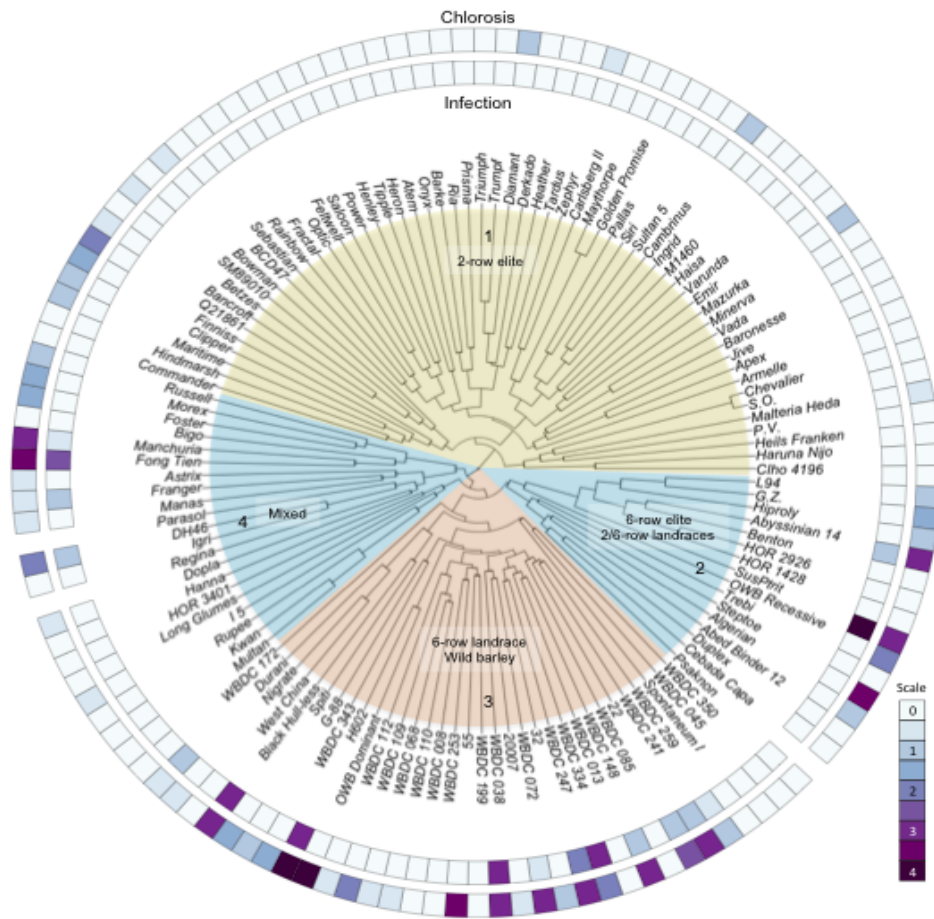 Chlorosis
Infection
1
2-row elite
6-row elite
2/6-row landraces
2
6-row landrace
Wild barley
3
4
Mixed
Triumph
Trumpf
Diamant
Derkado
Heather
Tardus
Zephyr
Carlsberg II
Maythorpe
Golden Promise
Pallas
Siri
Sultan 5
Cambrinus
Ingrid
M1460
Haisa
Varunda
Emir
Mazurka
Minerva
Vada
Baronesse
Jive
Apex
Armelle
Chevalier
S.O.
Malteria Heda
P.V.
Heils Franken
Haruna Nijo
CIho 4196
L94
G.Z.
Hiproly
Abyssinian 14
Benton
HOR 2926
HOR 1428
SusPtrit
OWB Recessive
Trebi
Steptoe
Algerian
Abed Binder 12
Duplex
Cebada Capa
Psaknon
WBDC 350
WBDC 045
Spontaneum I
WBDC 259
WBDC 241
22
WBDC 085
WBDC 148
WBDC 013
WBDC 334
WBDC 247
32
WBDC 072
20007
WBDC 038
WBDC 199
55
WBDC 253
WBDC 008
WBDC 110
WBDC 068
WBDC 109
WBDC 112
OWB Dominant
H602
WBDC 347
G-88
Spiti
Black Hull-less
West China
Nigrate
Durani
WBDC 172
Multan
Kwan
Rupee
I 5
Long Glumes
HOR 3401
Hanna
Dopla
Regina
Igri
DH46
Parasol
Manas
Franger
Astrix
Fong Tien
Manchuria
Bigo
Foster
Morex
Russell
Commander
Hindmarsh
Maritime
Clipper
Finniss
Q21861
Bancroft
Betzes
SM89010
Bowman
BCD47
Sebastian
Rainbow
Fractal
Optic
Feltwell
Saloon
Power
Henley
Tipple
Heron
Atem
Onyx
Barke
Ria
Prisma
Scale
0
1
2
3
4